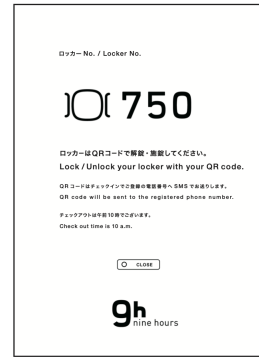 ロッカー No. / Locker No.
750
ロッカーはQRコードで解錠・施錠してください。
Lock / Unlock your locker with your QR code.
QRコードはチェックインでご登録の電話番号へSMSでお送りします。
QR code will be sent to the registered phone number.
チェックアウトは午前10時でございます。
Check out time is 10 a.m.
CLOSE
9h
nine hours